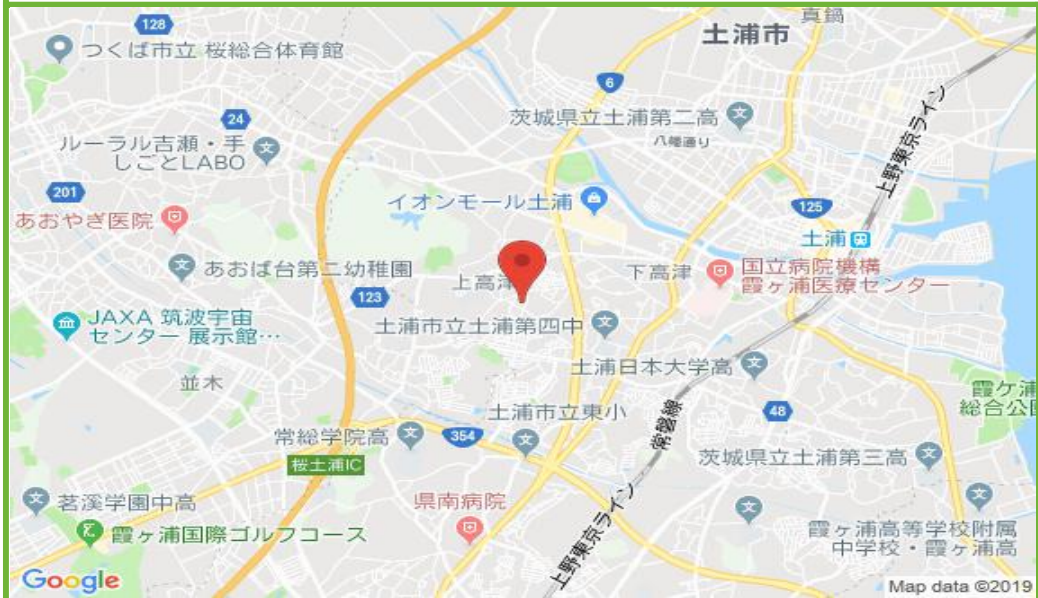 128
つくば市立 桜総合体育館
真鍋
土浦市
6
上野東京ライン
24
茨城県立土浦第二高
八幡通り
ルーラル吉瀬・手
しごとLABO
201
イオンモール土浦
125
あおやぎ医院
土浦
あおば台第二幼稚園
上高津
下高津
国立病院機構
霞ヶ浦医療センター
123
JAXA 筑波宇宙
センター 展示館…
土浦市立土浦第四中
土浦日本大学高
並木
霞ケ浦
総合公園
土浦市立東小
48
常磐線
常総学院高
354
桜土浦IC
茨城県立土浦第三高
茗溪学園中高
県南病院
霞ヶ浦国際ゴルフコース
霞ヶ浦高等学校附属
中学校・霞ヶ浦高
上野東京ライン
Google
Map data ©2019